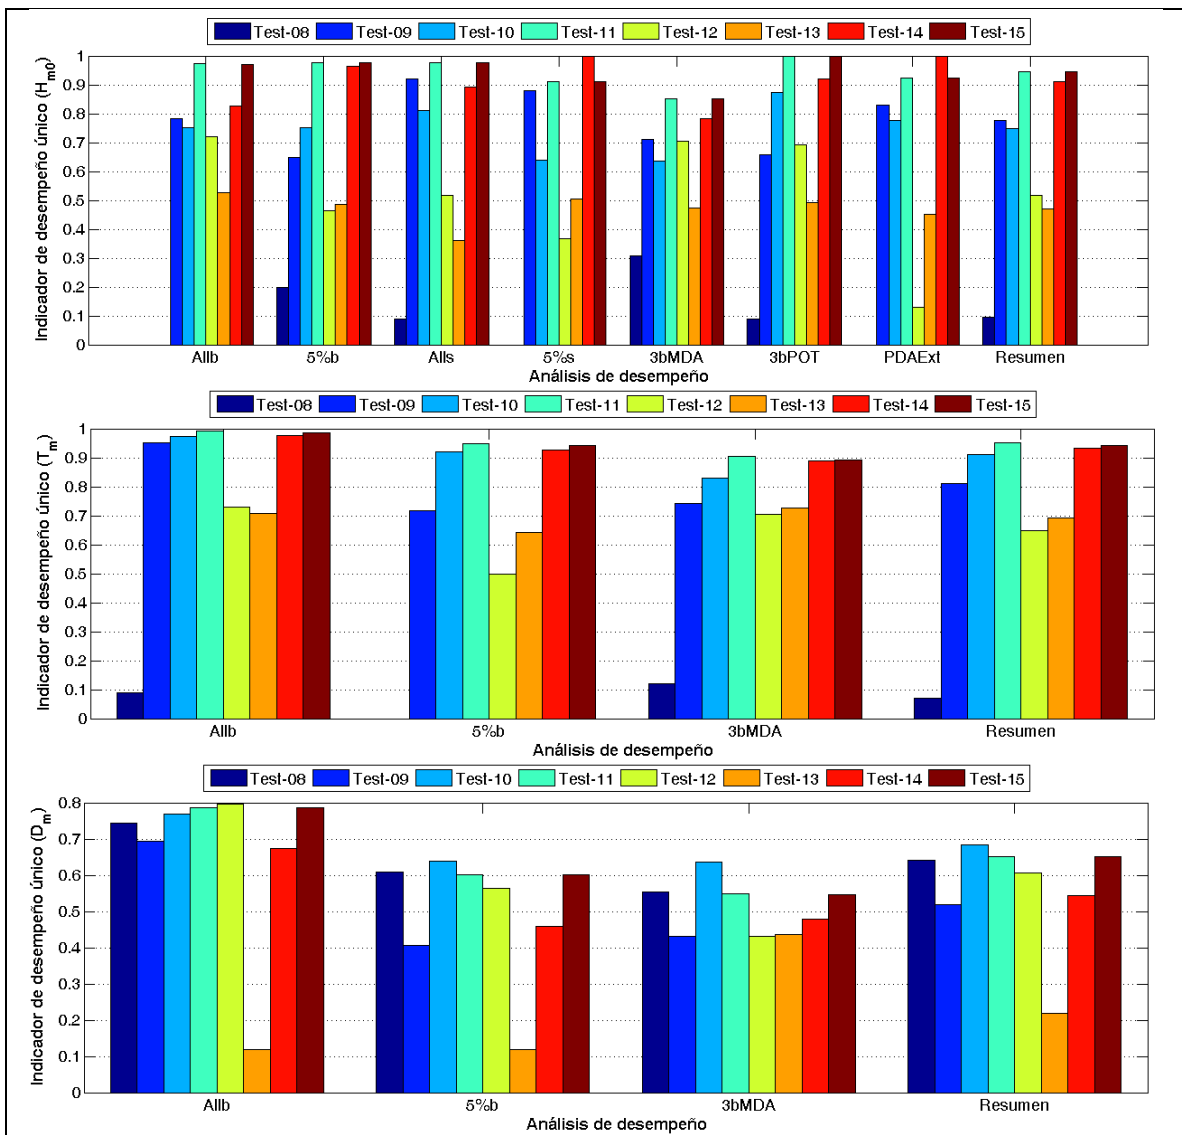 Test-08 Test-09 Test-10 Test-11 Test-12 Test-13 Test-14 Test-15
Indicador de desempeño único (Hm0)
1
0.9
0.8
0.7
0.6
0.5
0.4
0.3
0.2
0.1
0
Allb 5%b Alls 5%s 3bMDA 3bPOT PDAExt Resumen
Análisis de desempeño
Test-08 Test-09 Test-10 Test-11 Test-12 Test-13 Test-14 Test-15
Indicador de desempeño único (Tm)
1
0.9
0.8
0.7
0.6
0.5
0.4
0.3
0.2
0.1
0
Allb 5%b 3bMDA Resumen
Análisis de desempeño
Test-08 Test-09 Test-10 Test-11 Test-12 Test-13 Test-14 Test-15
Indicador de desempeño único (Dm)
0.8
0.7
0.6
0.5
0.4
0.3
0.2
0.1
0
Allb 5%b 3bMDA Resumen
Análisis de desempeño